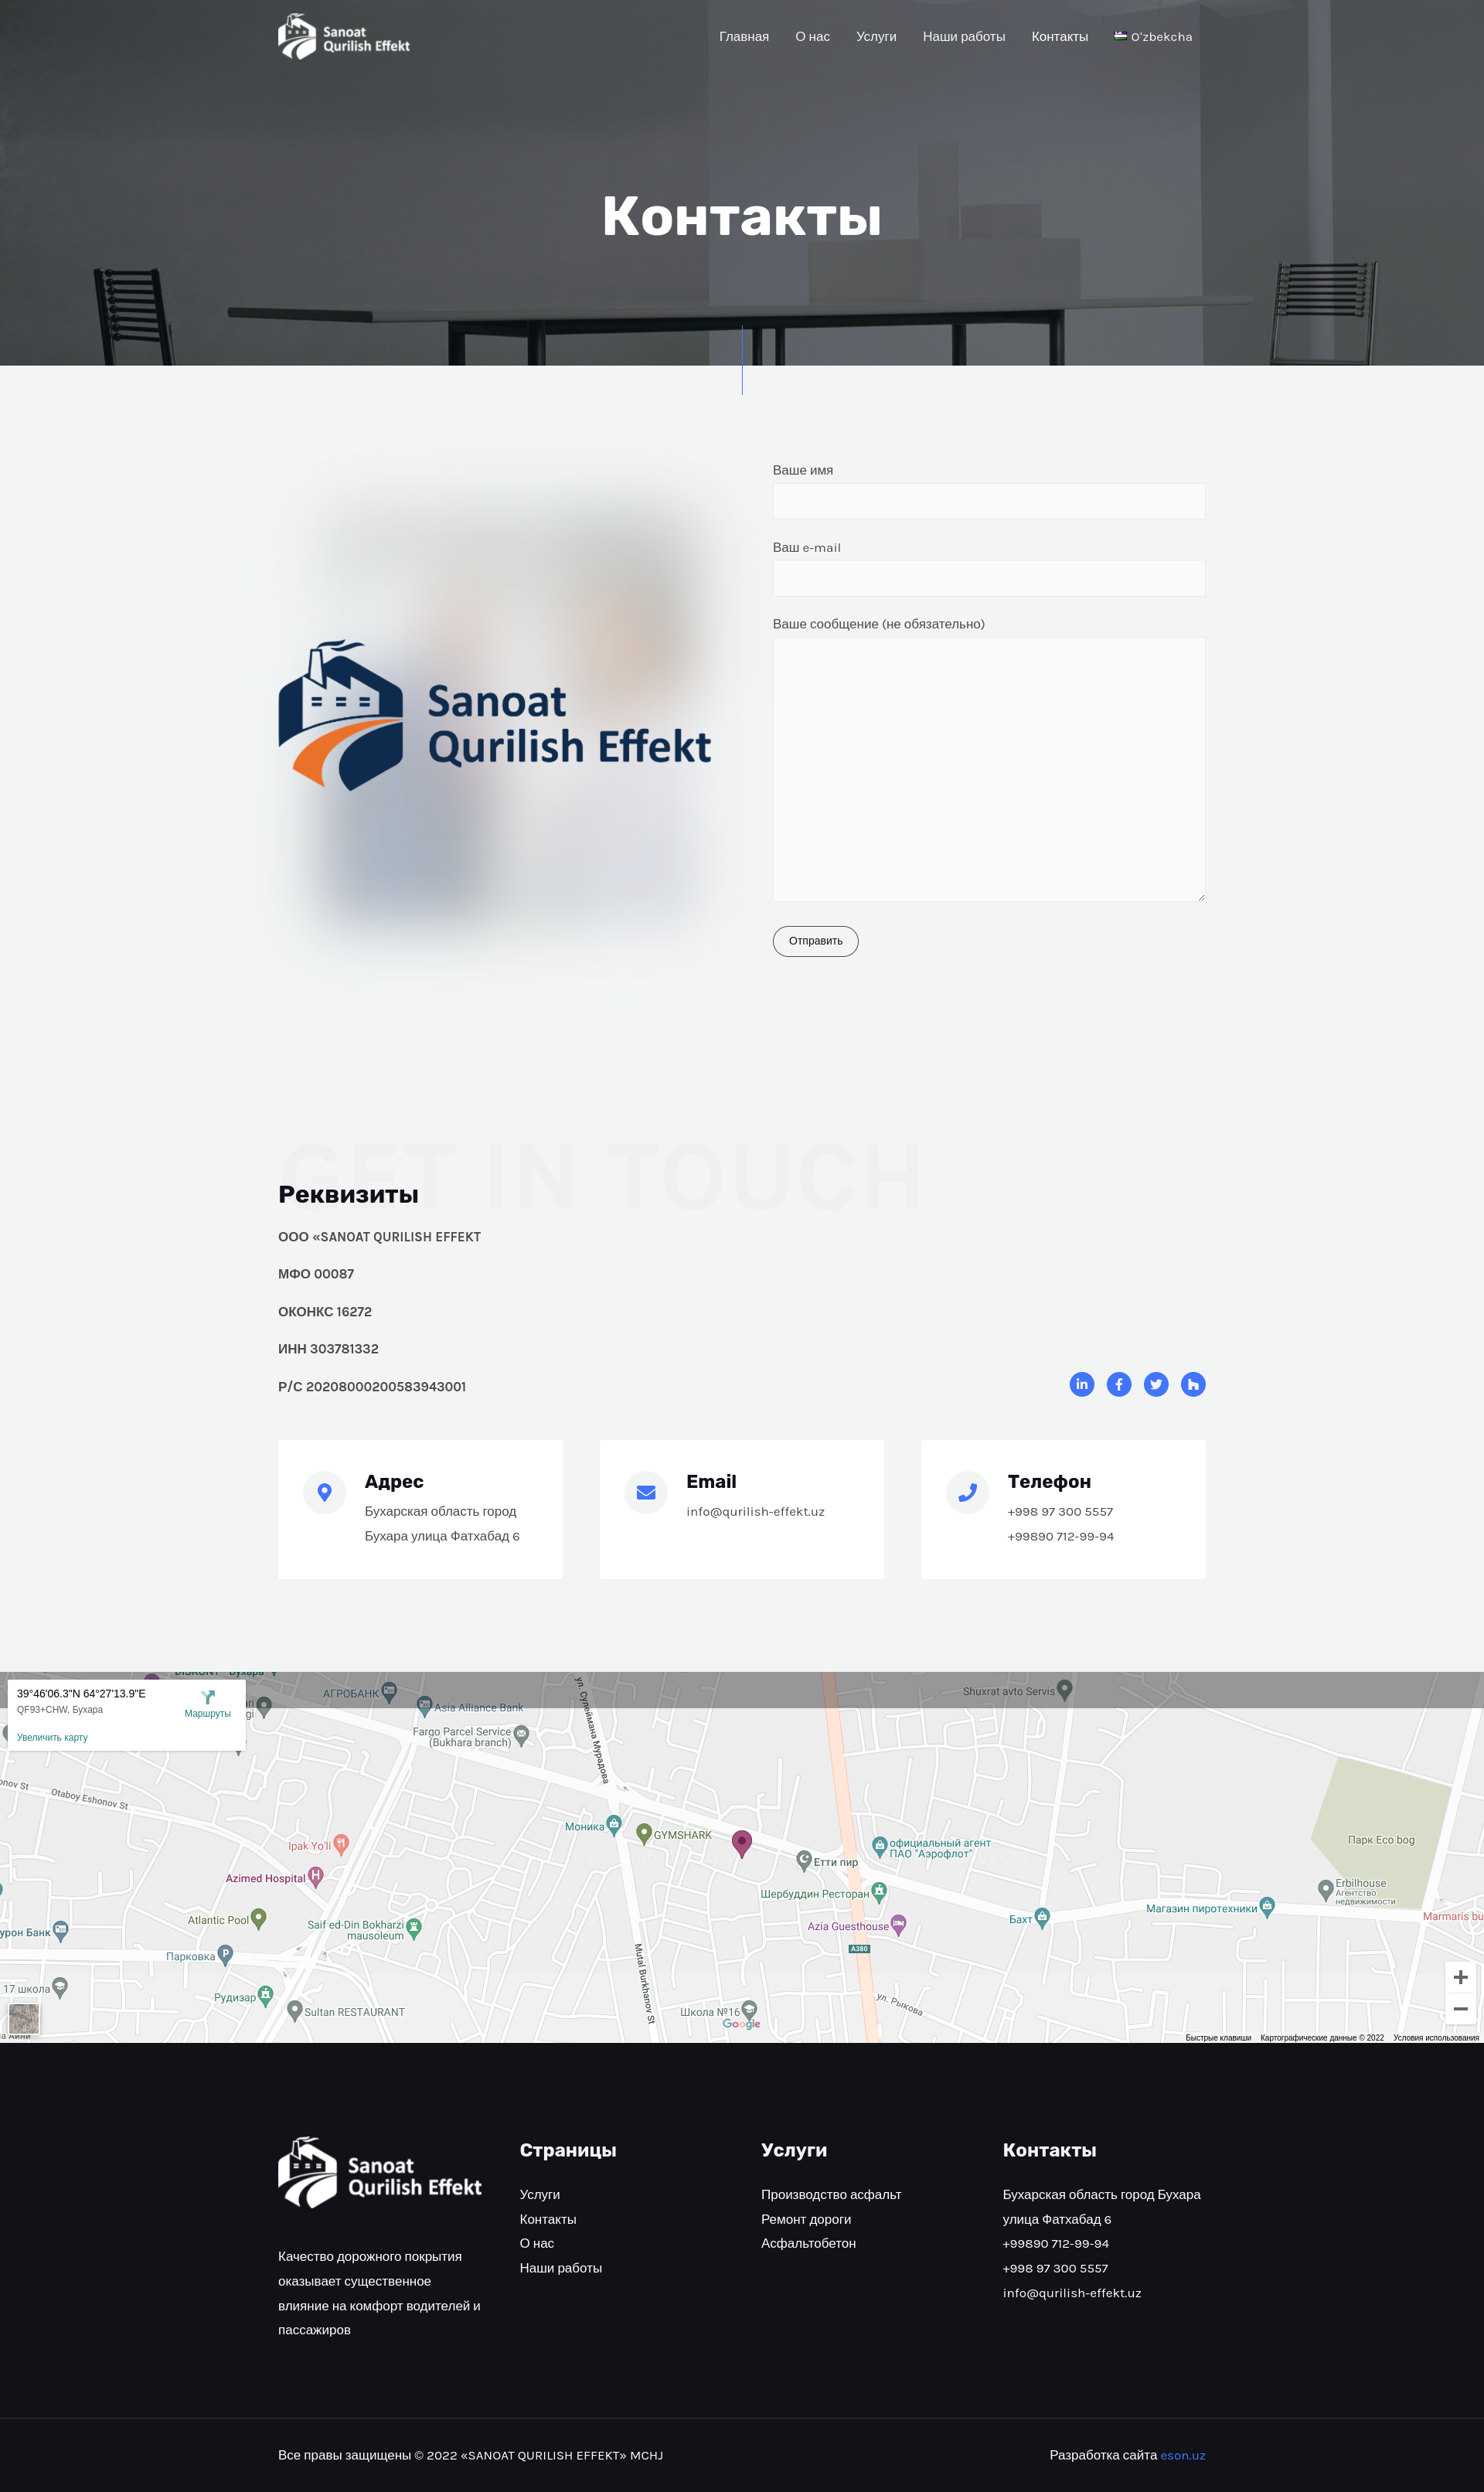 Sanoat
Qurilish Effekt
Главная
О нас
Услуги
Наши работы
Контакты
O'zbekcha
Контакты
Sanoat
Qurilish Effekt
Ваше имя
Ваш e-mail
Ваше сообщение (не обязательно)
Отправить
GET IN TOUCH
Реквизиты
ООО «SANOAT QURILISH EFFEKT
МФО 00087
ОКОНКС 16272
ИНН 303781332
Р/С 20208000200583943001
Адрес
Бухарская область город
Бухара улица Фатхабад 6
Email
info@qurilish-effekt.uz
Телефон
+998 97 300 5557
+99890 712-99-94
39°46'06.3"N 64°27'13.9"E
QF93+CHW, Бухара
Маршруты
Увеличить карту
АГРОБАНК
Asia Alliance Bank
Fargo Parcel Service
(Bukhara branch)
ул. Сулеймана Мурадова
Shuxrat avto Servis
Otaboy Eshonov St
Ipak Yo'li
Azimed Hospital
Моника
GYMSHARK
Етти пир
официальный агент
ПАО "Аэрофлот"
Парк Eco bog
Erbilhouse
Агентство
недвижимости
Шербуддин Ресторан
Atlantic Pool
Saif ed-Din Bokharzi
mausoleum
Azia Guesthouse
Бахт
Магазин пиротехники
Marmaris bu
урон Банк
Парковка
A380
Mutal Burkhanov St
17 школа
Рудизар
Sultan RESTAURANT
Школа №16
ул. Рыкова
Google
Быстрые клавиши
Картографические данные © 2022
Условия использования
Sanoat
Qurilish Effekt
Качество дорожного покрытия
оказывает существенное
влияние на комфорт водителей и
пассажиров
Страницы
Услуги
Контакты
О нас
Наши работы
Услуги
Производство асфальт
Ремонт дороги
Асфальтобетон
Контакты
Бухарская область город Бухара
улица Фатхабад 6
+99890 712-99-94
+998 97 300 5557
info@qurilish-effekt.uz
Все правы защищены © 2022 «SANOAT QURILISH EFFEKT» MCHJ
Разработка сайта eson.uz